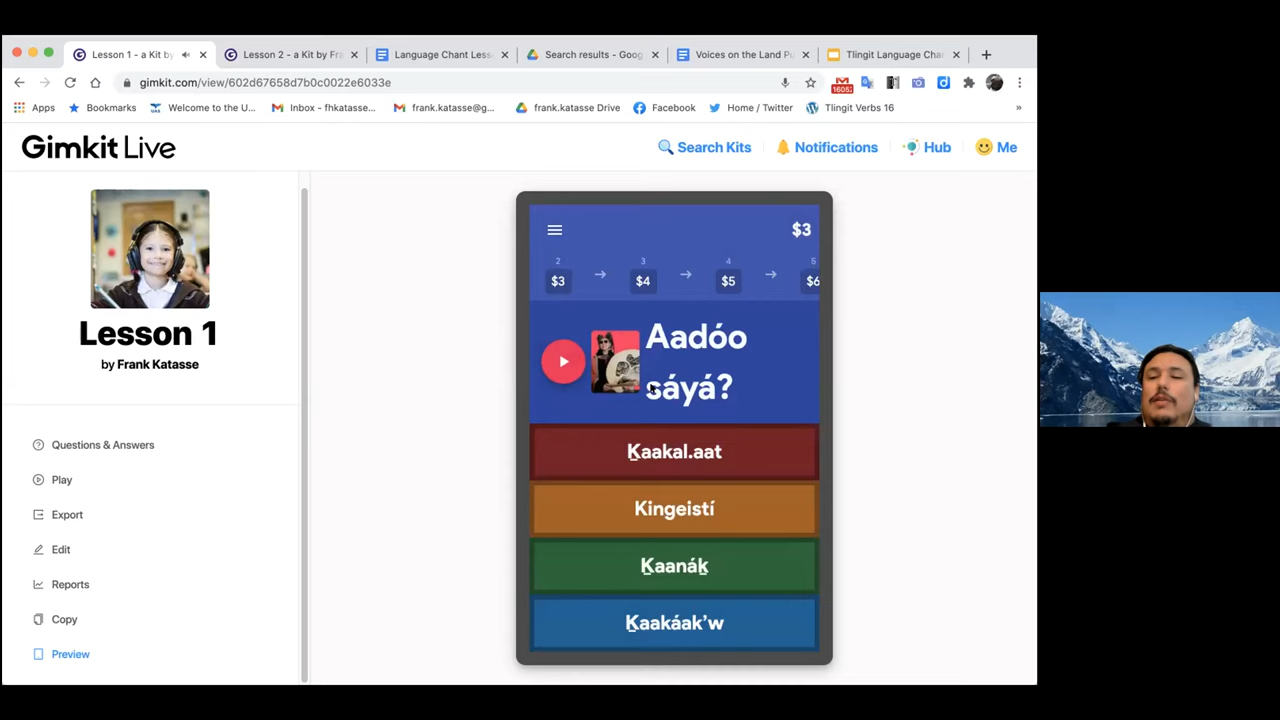 Lesson 1 - a Kit by
Lesson 2 - a Kit by Fra
Language Chant Less
Search results - Goog
Voices on the Land Pu
Tlingit Language Char
gimkit.com/view/602d67658d7b0c0022e6033e
Apps
Bookmarks
Welcome to the U...
Inbox - fhkatasse...
frank.katasse@g...
frank.katasse Drive
Facebook
Home / Twitter
Tlingit Verbs 16
»
Gimkit Live
Search Kits
Notifications
Hub
Me
Lesson 1
by Frank Katasse
Questions & Answers
Play
Export
Edit
Reports
Copy
Preview
$3
2 3 4 5
$3 $4 $5 $6
Aadóo
sáyá?
Ḵaakal.aat
Kingeistí
Ḵaanáḵ
Ḵaakáak’w